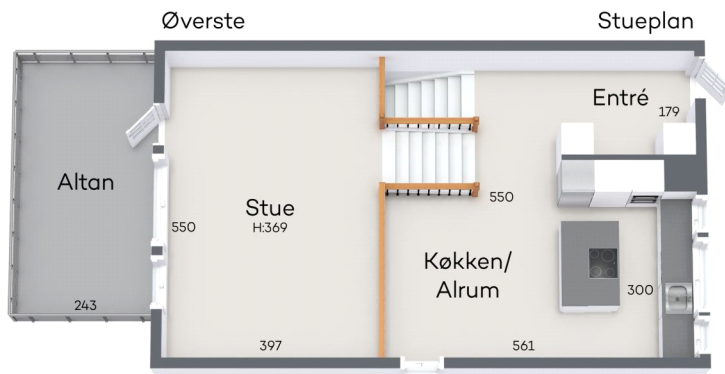 Øverste
Stueplan
Entré
179
Altan
Stue
H:369
550
550
Køkken/
Alrum
300
243
397
561